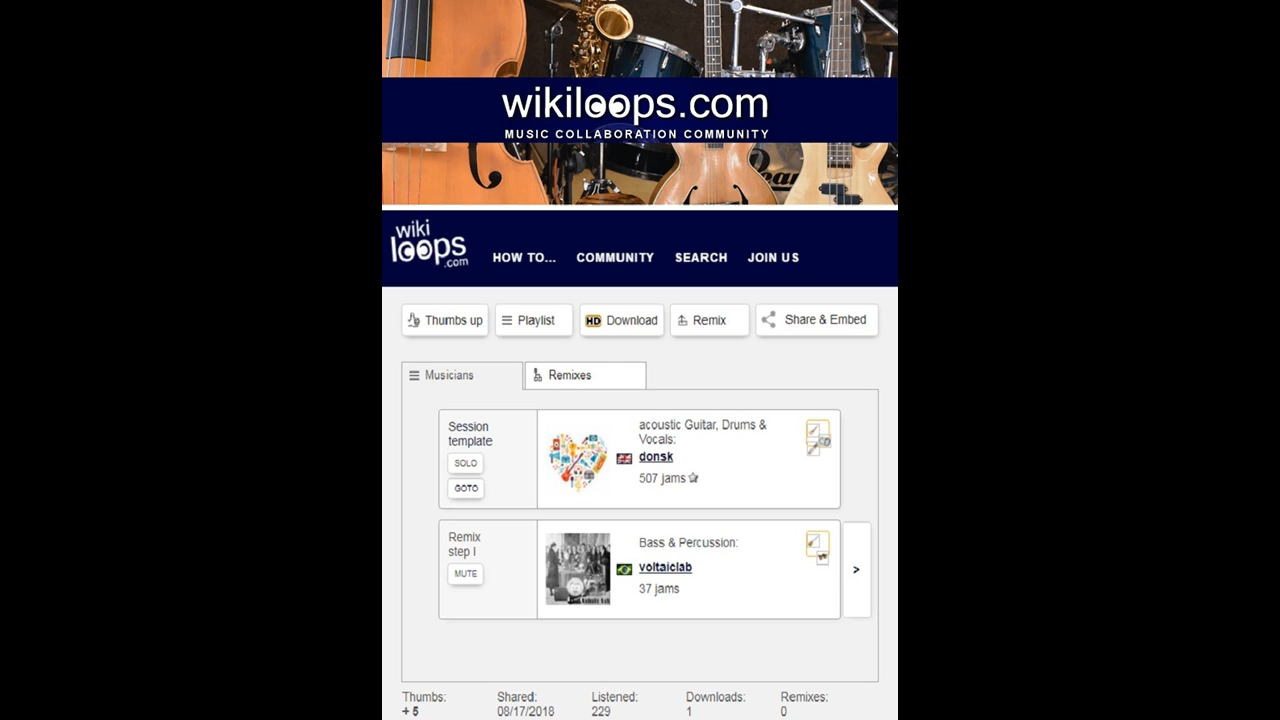 wikiloops.com
MUSIC COLLABORATION COMMUNITY
wiki
loops
.com
HOW TO... COMMUNITY SEARCH JOIN US
Thumbs up Playlist HD Download Remix Share & Embed
Musicians Remixes
Session
template
SOLO
GOTO
acoustic Guitar, Drums &
Vocals:
donsk
507 jams
Remix
step I
MUTE
Bass & Percussion:
voltaiclab
37 jams
>
Thumbs: Shared: Listened: Downloads: Remixes:
+ 5 08/17/2018 229 1 0